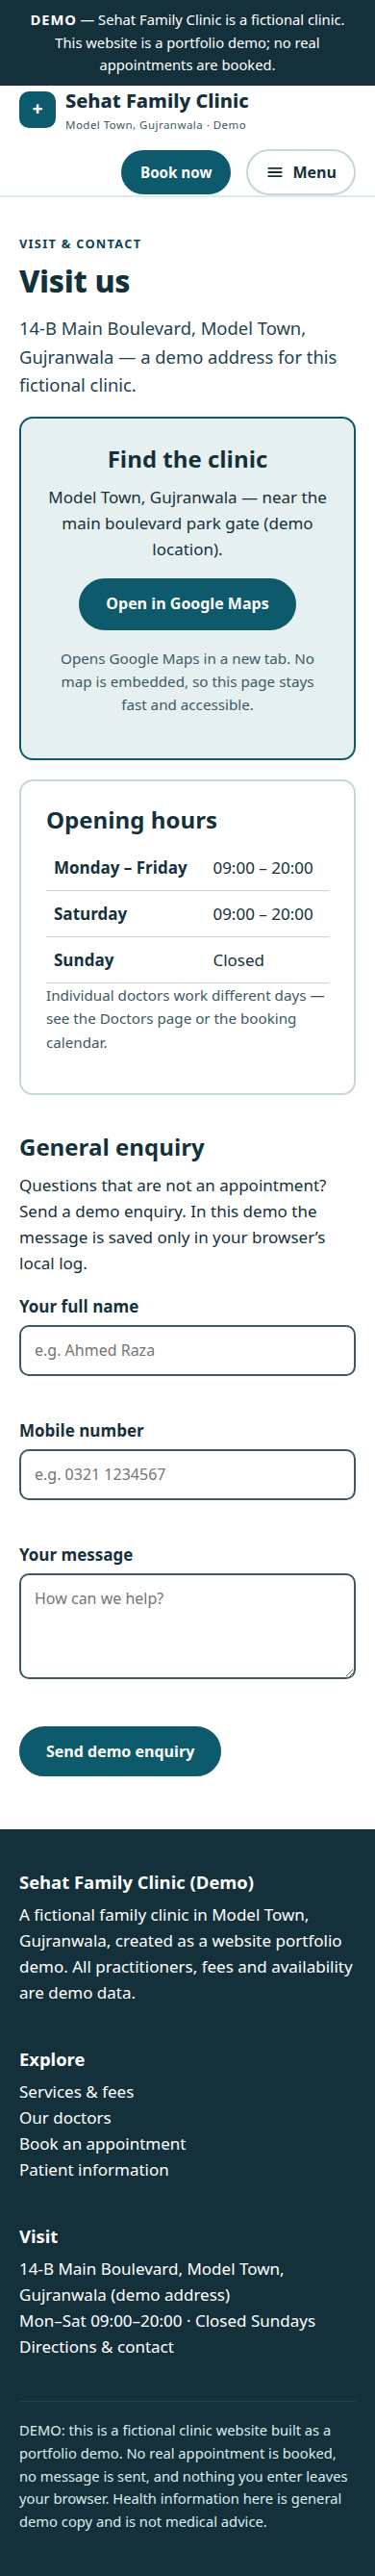 DEMO — Sehat Family Clinic is a fictional clinic.
This website is a portfolio demo; no real
appointments are booked.
+
Sehat Family Clinic
Model Town, Gujranwala · Demo
Book now
Menu
VISIT & CONTACT
Visit us
14-B Main Boulevard, Model Town,
Gujranwala — a demo address for this
fictional clinic.
Find the clinic
Model Town, Gujranwala — near the
main boulevard park gate (demo
location).
Open in Google Maps
Opens Google Maps in a new tab. No
map is embedded, so this page stays
fast and accessible.
Opening hours
Monday – Friday 09:00 – 20:00
Saturday 09:00 – 20:00
Sunday Closed
Individual doctors work different days —
see the Doctors page or the booking
calendar.
General enquiry
Questions that are not an appointment?
Send a demo enquiry. In this demo the
message is saved only in your browser’s
local log.
Your full name
e.g. Ahmed Raza
Mobile number
e.g. 0321 1234567
Your message
How can we help?
Send demo enquiry
Sehat Family Clinic (Demo)
A fictional family clinic in Model Town,
Gujranwala, created as a website portfolio
demo. All practitioners, fees and availability
are demo data.
Explore
Services & fees
Our doctors
Book an appointment
Patient information
Visit
14-B Main Boulevard, Model Town,
Gujranwala (demo address)
Mon–Sat 09:00–20:00 · Closed Sundays
Directions & contact
DEMO: this is a fictional clinic website built as a
portfolio demo. No real appointment is booked,
no message is sent, and nothing you enter leaves
your browser. Health information here is general
demo copy and is not medical advice.